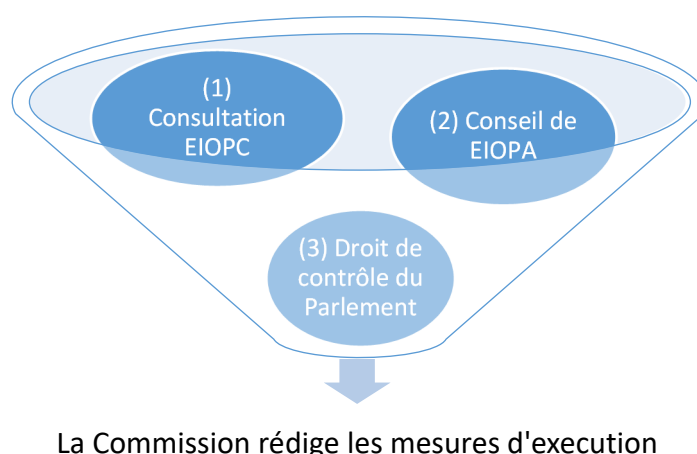 (1)
Consultation
EIOPC
(2) Conseil de
EIOPA
(3) Droit de
contrôle du
Parlement
La Commission rédige les mesures d'execution